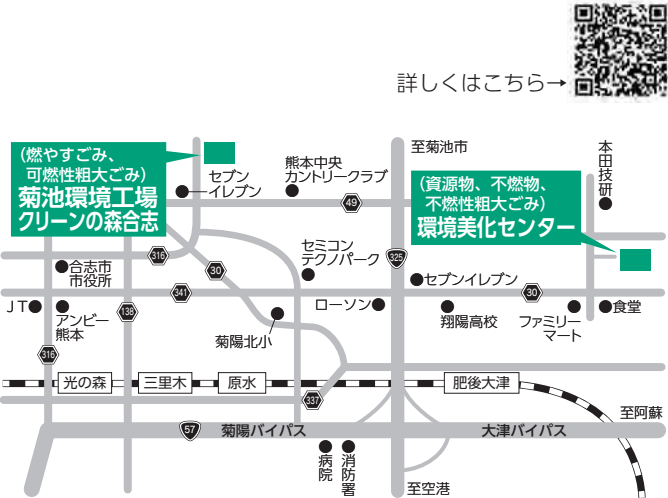 詳しくはこちら→
至菊池市
本田技研
(燃やすごみ、
可燃性粗大ごみ)
菊池環境工場
クリーンの森合志
セブン
イレブン
熊本中央
カントリークラブ
49
(資源物、不燃物、
不燃性粗大ごみ)
環境美化センター
316
合志市
市役所
30
セミコン
テクノパーク
325
341
セブンイレブン
30
JT
アンビー
熊本
138
ローソン
翔陽高校
ファミリー
マート
食堂
菊陽北小
316
光の森
三里木
原水
肥後大津
337
至阿蘇
57
菊陽バイパス
大津バイパス
病院
消防署
至空港